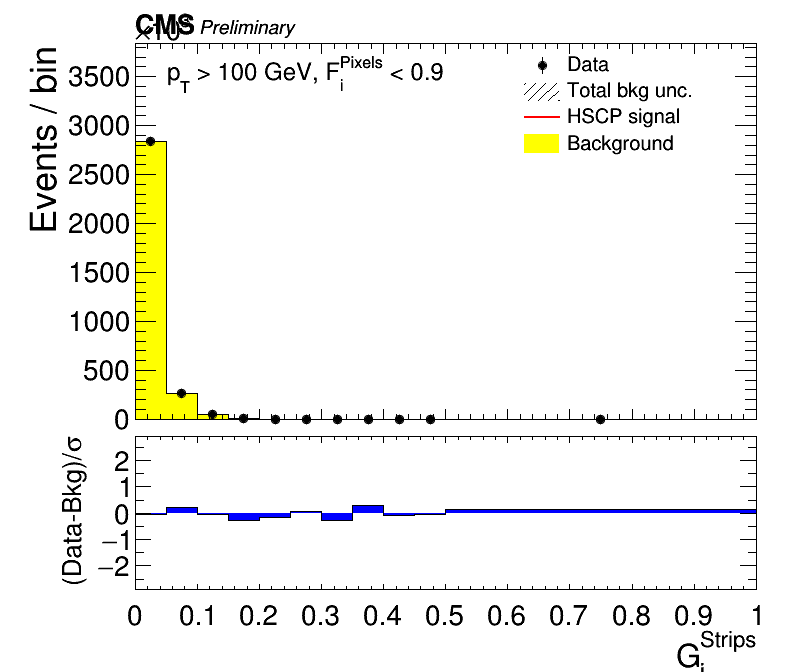 CMS Preliminary
×10³
p_T > 100 GeV, F_i^Pixels < 0.9
Data
Total bkg unc.
HSCP signal
Background
Events / bin
3500
3000
2500
2000
1500
1000
500
0
(Data-Bkg)/σ
2
1
0
−1
−2
0 0.1 0.2 0.3 0.4 0.5 0.6 0.7 0.8 0.9 1
G_i^Strips